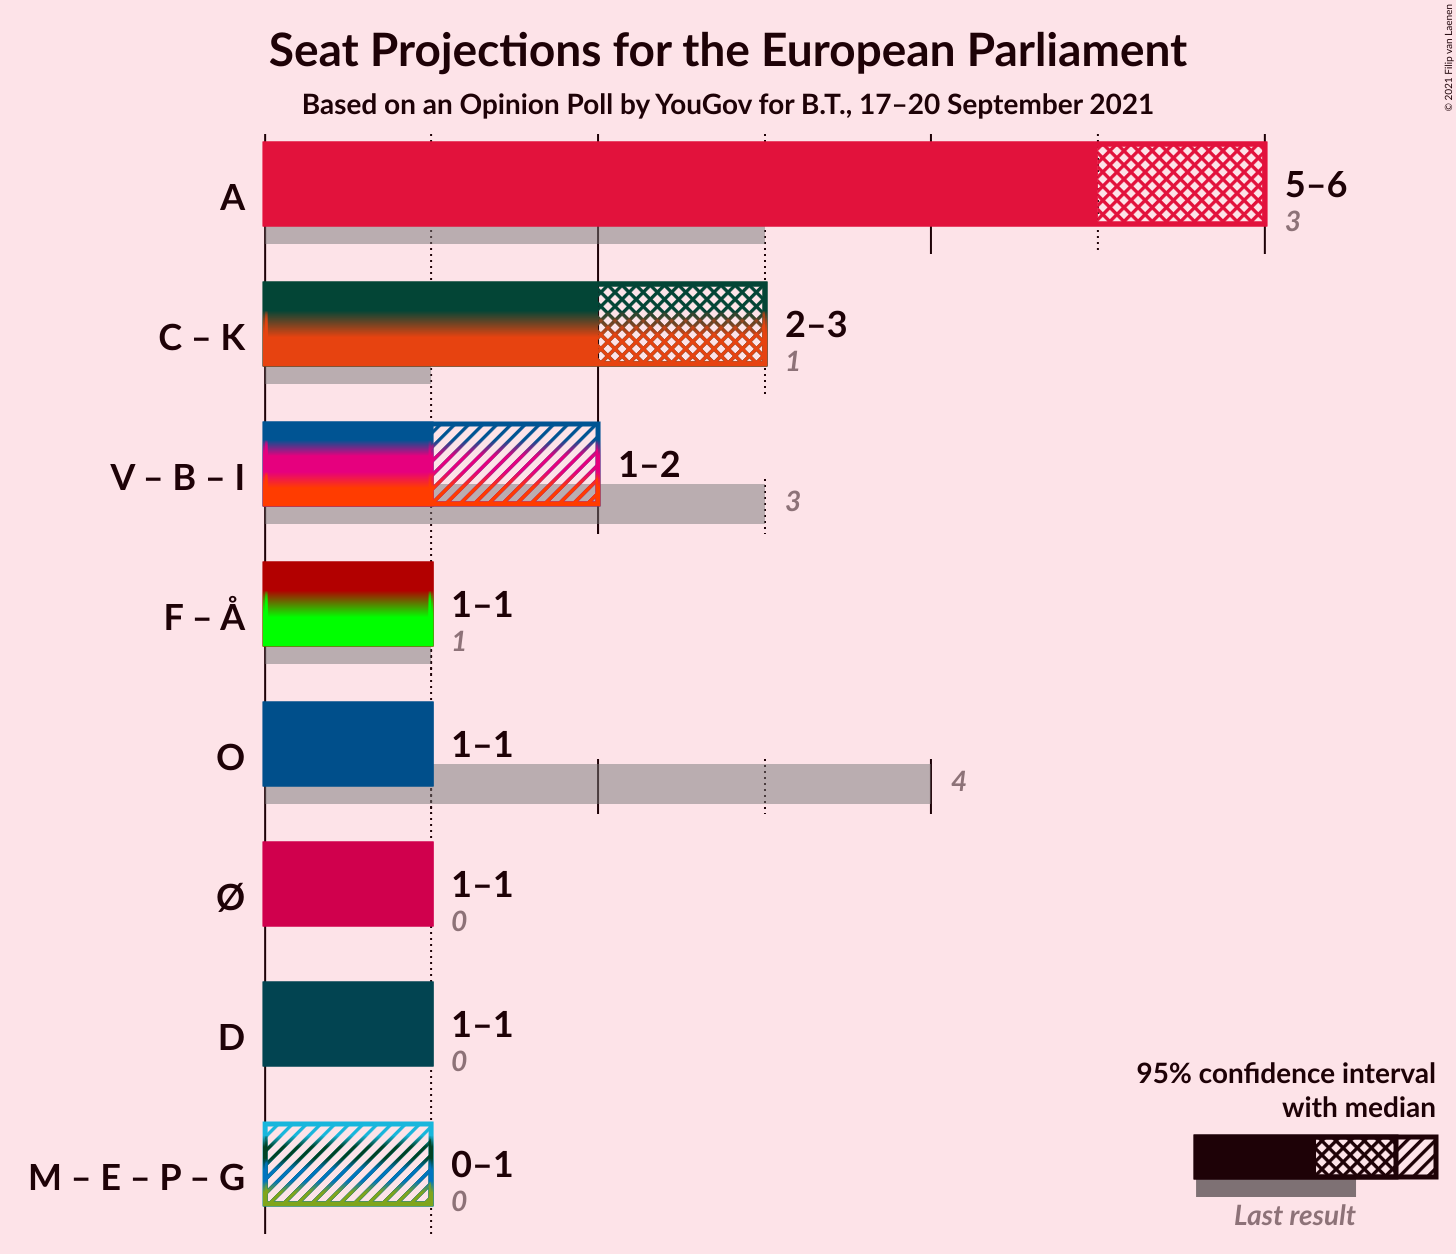 Seat Projections for the European Parliament
Based on an Opinion Poll by YouGov for B.T., 17–20 September 2021
© 2021 Filip van Laenen
A
5–6
3
C – K
2–3
1
V – B – I
1–2
3
F – Å
1–1
1
O
1–1
4
Ø
1–1
0
D
1–1
0
M – E – P – G
0–1
0
95% confidence interval
with median
Last result